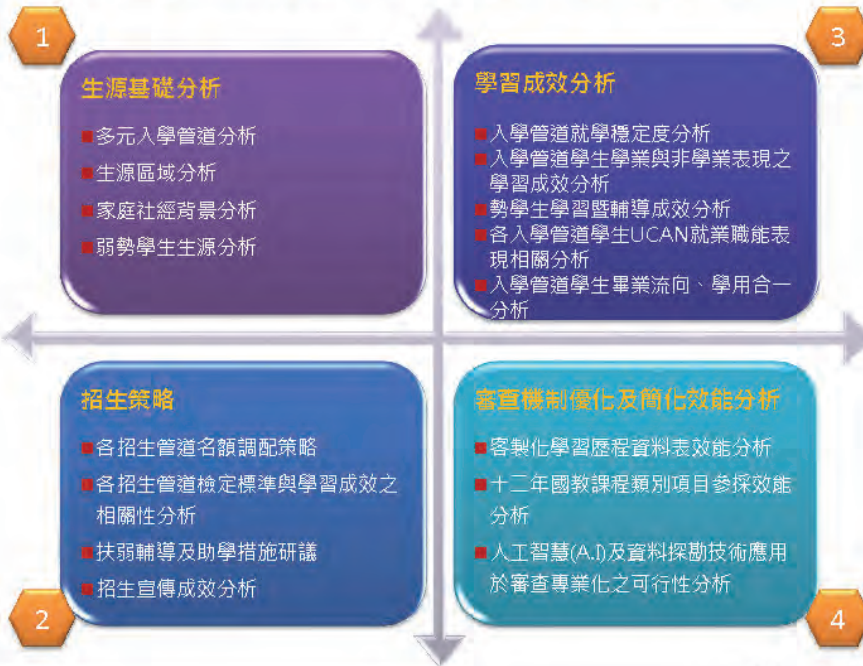 1
生源基礎分析
多元入學管道分析
生源區域分析
家庭社經背景分析
弱勢學生生源分析
2
招生策略
各招生管道名額調配策略
各招生管道檢定標準與學習成效之
相關性分析
扶弱輔導及助學措施研議
招生宣傳成效分析
3
學習成效分析
入學管道就學穩定度分析
入學管道學生學業與非學業表現之
學習成效分析
勢學生學習暨輔導成效分析
各入學管道學生UCAN就業職能表
現相關分析
入學管道學生畢業流向、學用合一
分析
4
審查機制優化及簡化效能分析
客製化學習歷程資料表效能分析
十二年國教課程類別項目參採效能
分析
人工智慧(A.I)及資料探勘技術應用
於審查專業化之可行性分析